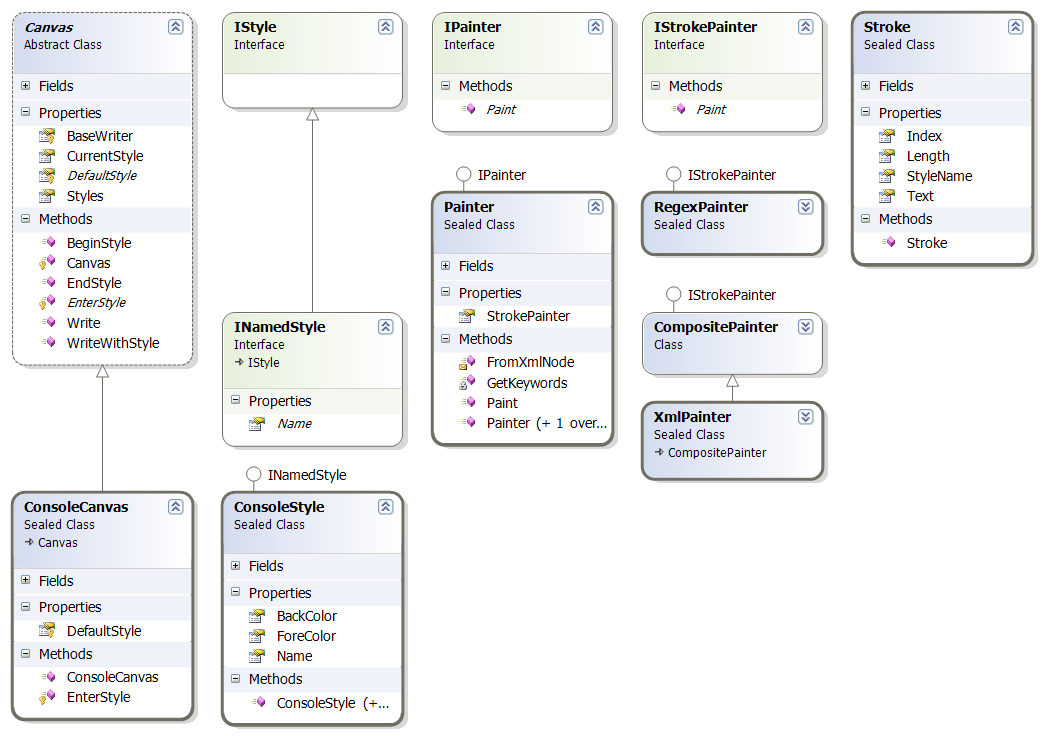 Canvas
Abstract Class
Fields
Properties
BaseWriter
CurrentStyle
DefaultStyle
Styles
Methods
BeginStyle
Canvas
EndStyle
EnterStyle
Write
WriteWithStyle
ConsoleCanvas
Sealed Class
Canvas
Fields
Properties
DefaultStyle
Methods
ConsoleCanvas
EnterStyle
IStyle
Interface
INamedStyle
Interface
IStyle
Properties
Name
INamedStyle
ConsoleStyle
Sealed Class
Fields
Properties
BackColor
ForeColor
Name
Methods
ConsoleStyle (+...
IPainter
Interface
Methods
Paint
IPainter
Painter
Sealed Class
Fields
Properties
StrokePainter
Methods
FromXmlNode
GetKeywords
Paint
Painter (+ 1 over...
IStrokePainter
Interface
Methods
Paint
IStrokePainter
RegexPainter
Sealed Class
IStrokePainter
CompositePainter
Class
XmlPainter
Sealed Class
CompositePainter
Stroke
Sealed Class
Fields
Properties
Index
Length
StyleName
Text
Methods
Stroke